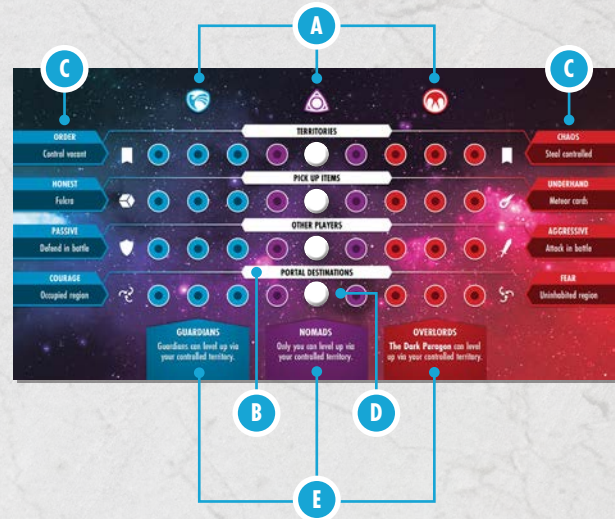 A
C
C
TERRITORIES
ORDER
Control vacant
CHAOS
Steal controlled
PICK UP ITEMS
HONEST
Fulcra
UNDERHAND
Meteor cards
OTHER PLAYERS
PASSIVE
Defend in battle
AGGRESSIVE
Attack in battle
PORTAL DESTINATIONS
COURAGE
Occupied region
FEAR
Uninhabited region
GUARDIANS
Guardians can level up via
your controlled territory.
NOMADS
Only you can level up via
your controlled territory.
OVERLORDS
The Dark Paragon can level
up via your controlled territory.
B
D
E